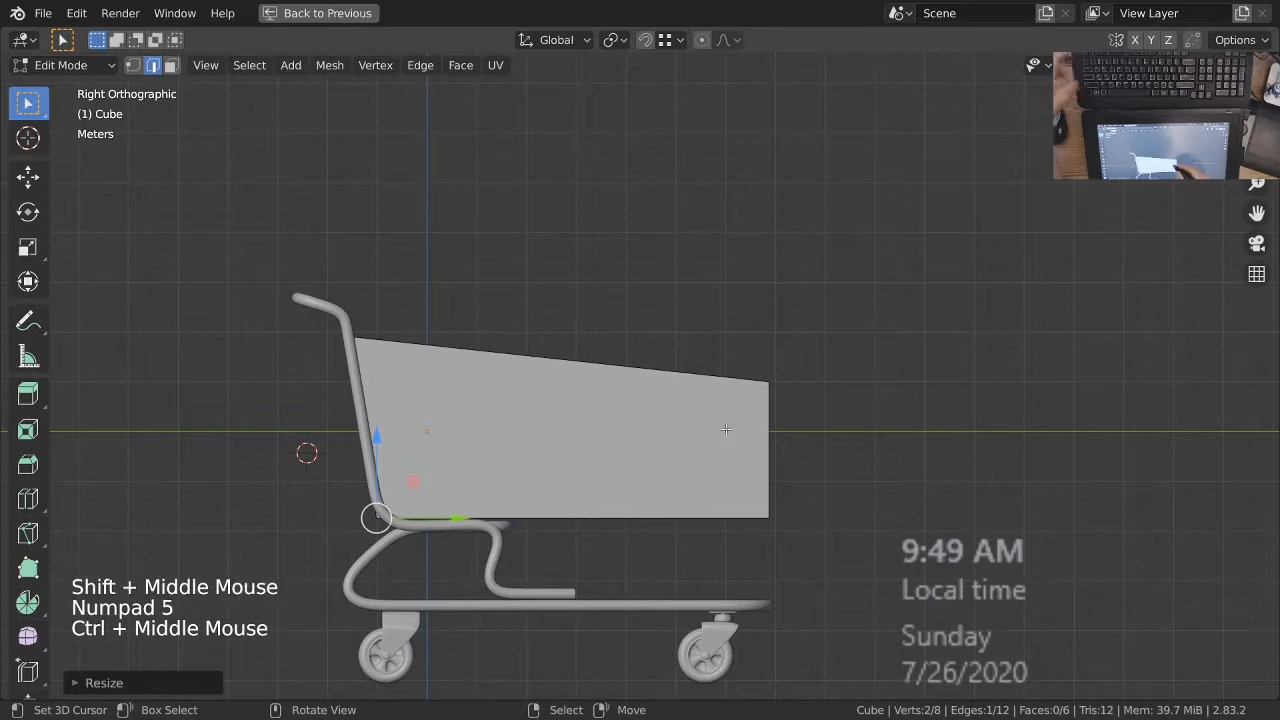 File Edit Render Window Help Back to Previous Scene View Layer
Global X Y Z Options
Edit Mode View Select Add Mesh Vertex Edge Face UV
Right Orthographic
(1) Cube
Meters
9:49 AM
Local time
Sunday
7/26/2020
Shift + Middle Mouse
Numpad 5
Ctrl + Middle Mouse
Resize
Set 3D Cursor Box Select Rotate View Select Move Cube | Verts:2/8 | Edges:1/12 | Faces:0/6 | Tris:12 | Mem: 39.7 MiB | 2.83.2